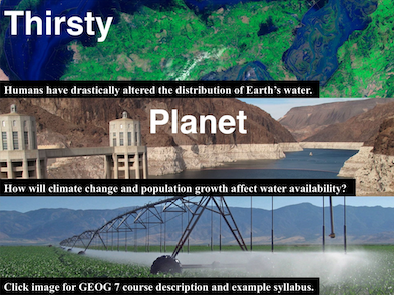 Thirsty
Humans have drastically altered the distribution of Earth's water.
Planet
How will climate change and population growth affect water availability?
Click image for GEOG 7 course description and example syllabus.